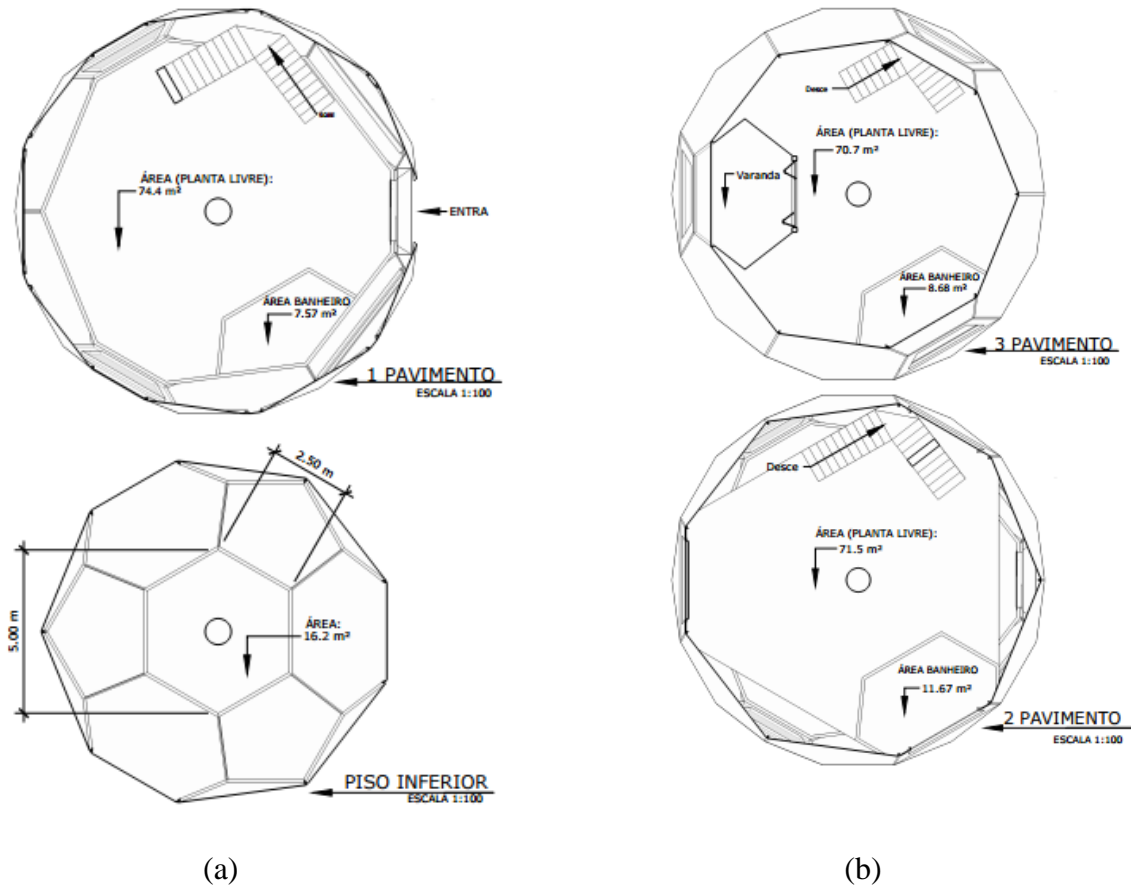 ÁREA (PLANTA LIVRE):
74.4 m²
ENTRA
ÁREA BANHEIRO
7.57 m²
1 PAVIMENTO
ESCALA 1:100
2.50 m
5.00 m
ÁREA:
16.2 m²
PISO INFERIOR
ESCALA 1:100
(a)
Desce
ÁREA (PLANTA LIVRE):
70.7 m²
Varanda
ÁREA BANHEIRO
8.68 m²
3 PAVIMENTO
ESCALA 1:100
Desce
ÁREA (PLANTA LIVRE):
71.5 m²
ÁREA BANHEIRO
11.67 m²
2 PAVIMENTO
ESCALA 1:100
(b)